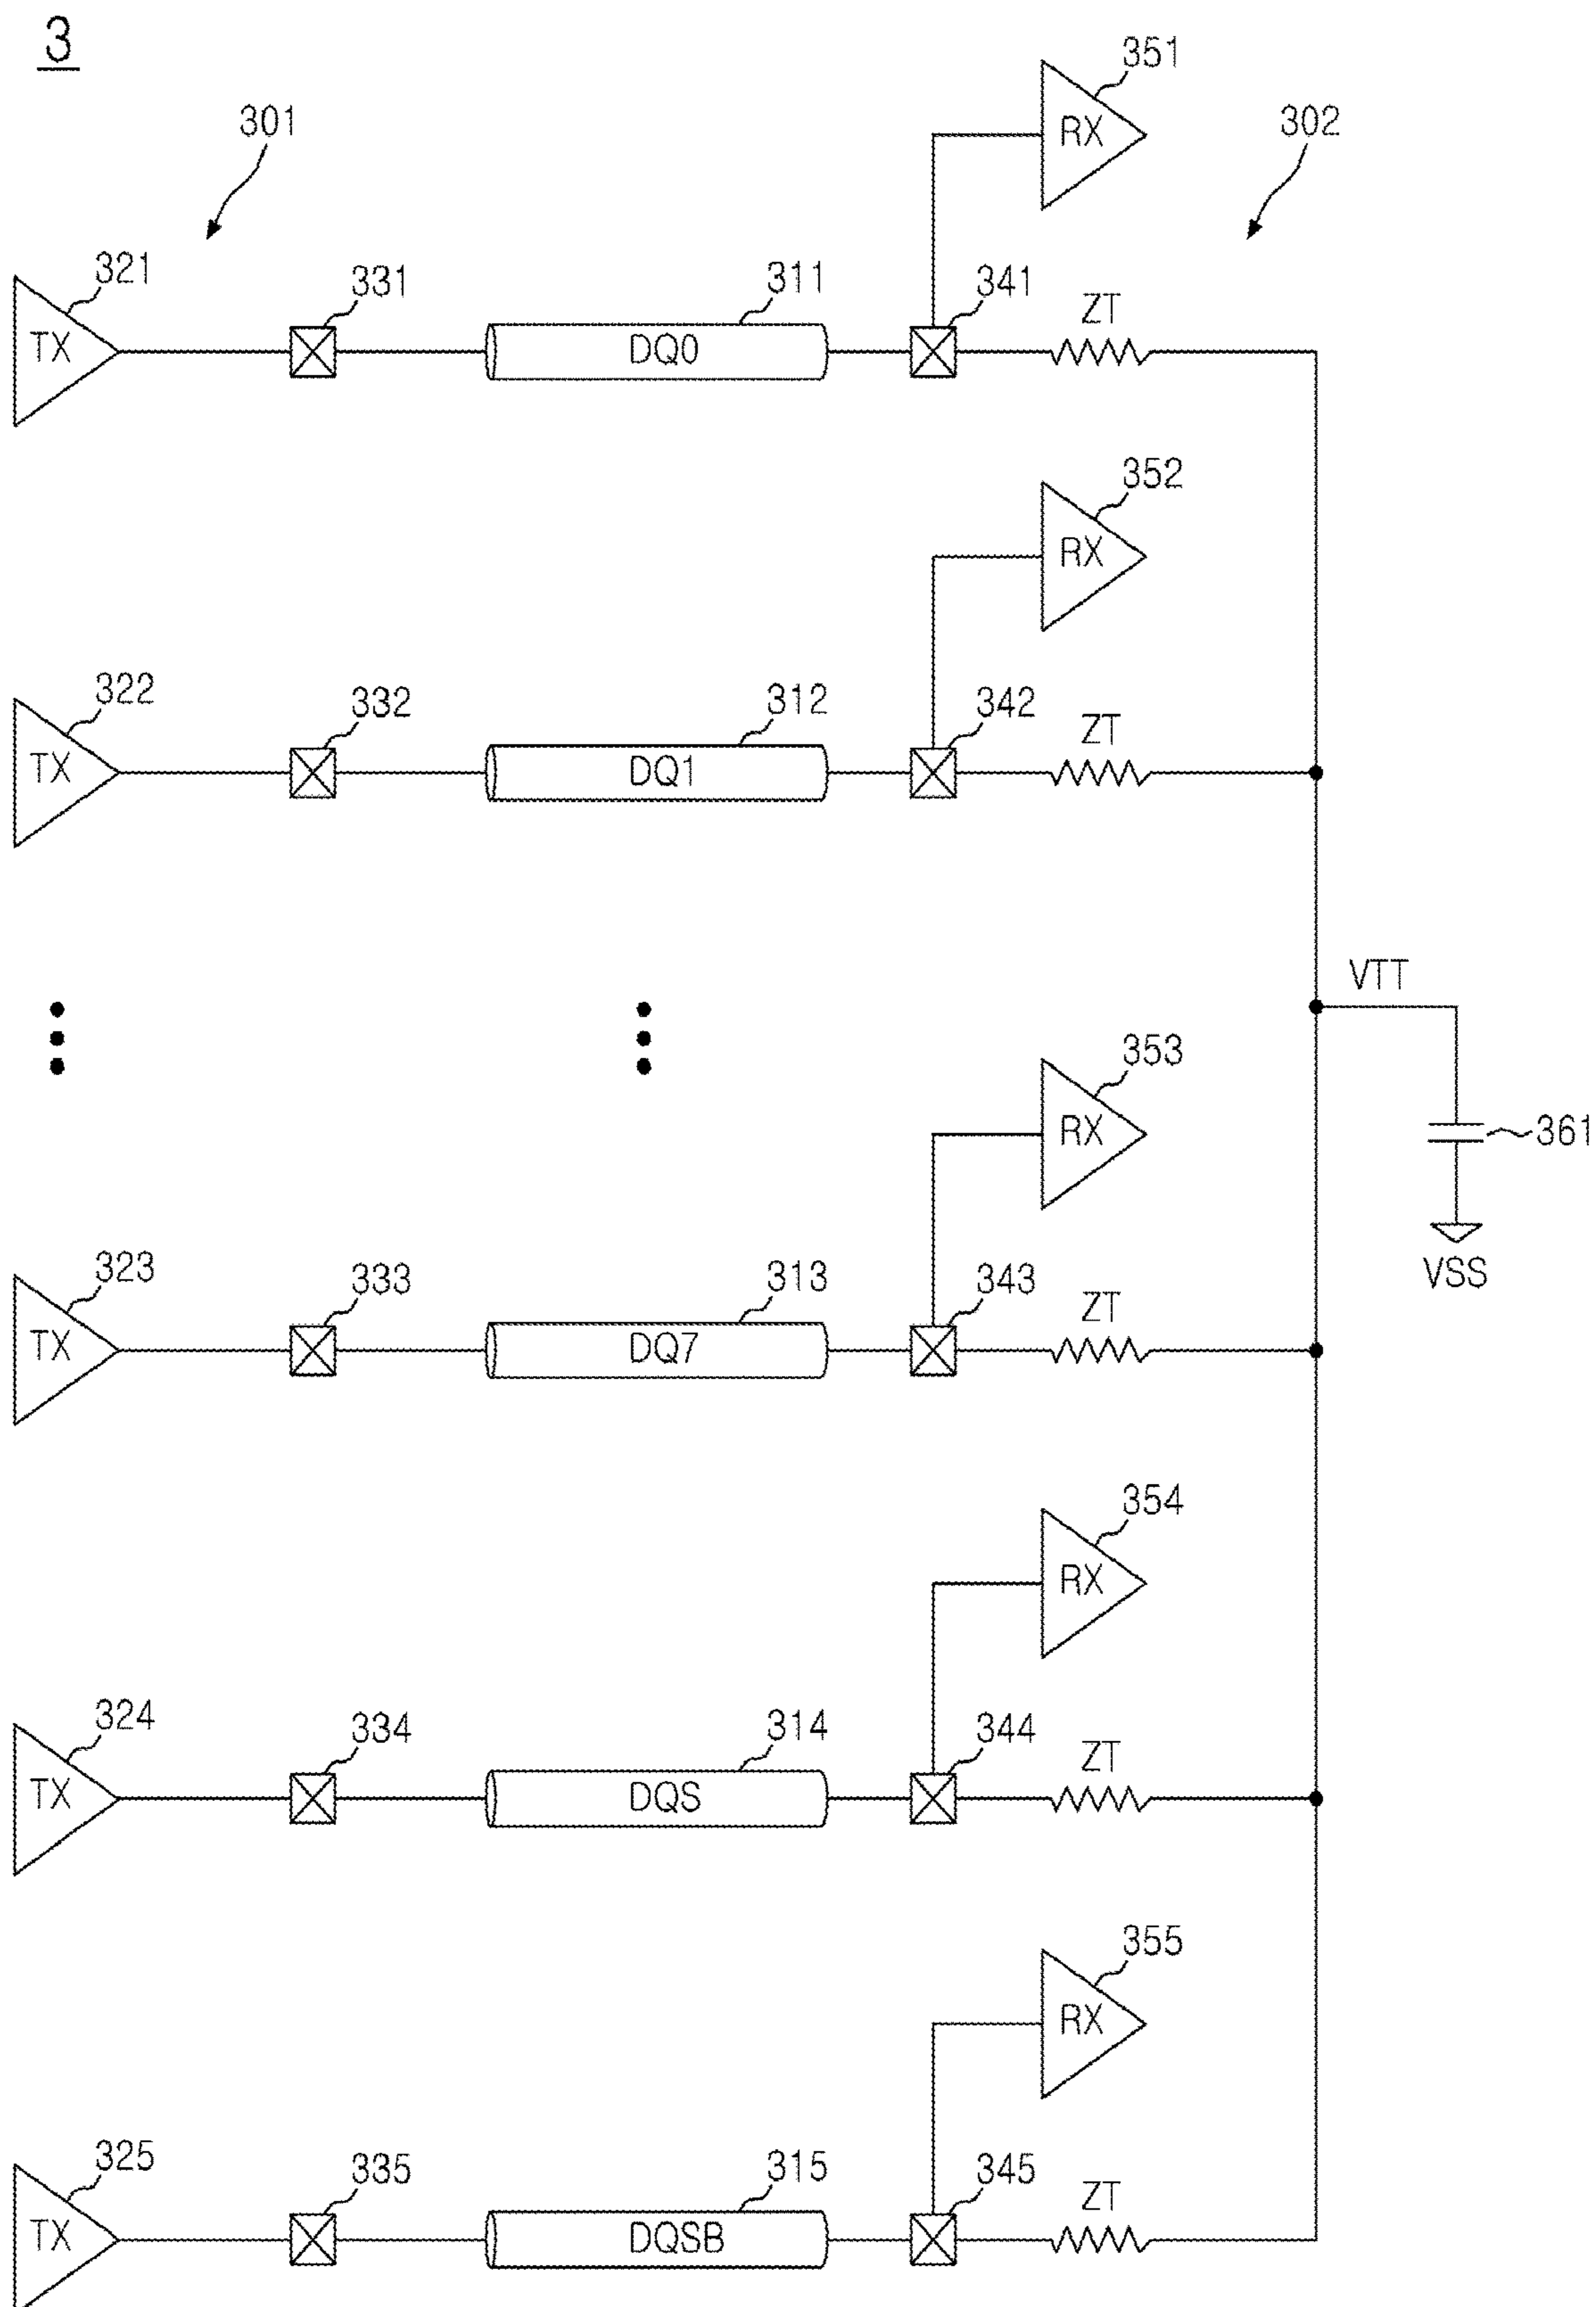 3
351
301
302
RX
321
331
311
341
ZT
TX
DQ0
352
RX
322
332
312
342
ZT
TX
DQ1
VTT
353
RX
361
323
333
313
343
ZT
VSS
TX
DQ7
354
RX
324
334
314
344
ZT
TX
DQS
355
RX
325
335
315
345
ZT
TX
DQSB